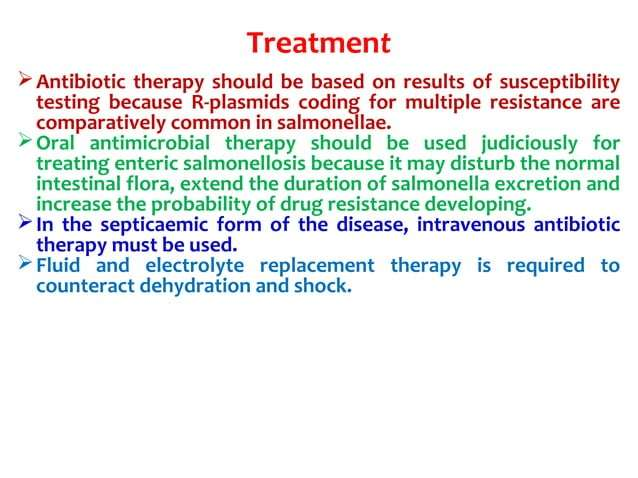 Treatment
➢Antibiotic therapy should be based on results of susceptibility
testing because R-plasmids coding for multiple resistance are
comparatively common in salmonellae.
➢Oral antimicrobial therapy should be used judiciously for
treating enteric salmonellosis because it may disturb the normal
intestinal flora, extend the duration of salmonella excretion and
increase the probability of drug resistance developing.
➢In the septicaemic form of the disease, intravenous antibiotic
therapy must be used.
➢Fluid and electrolyte replacement therapy is required to
counteract dehydration and shock.